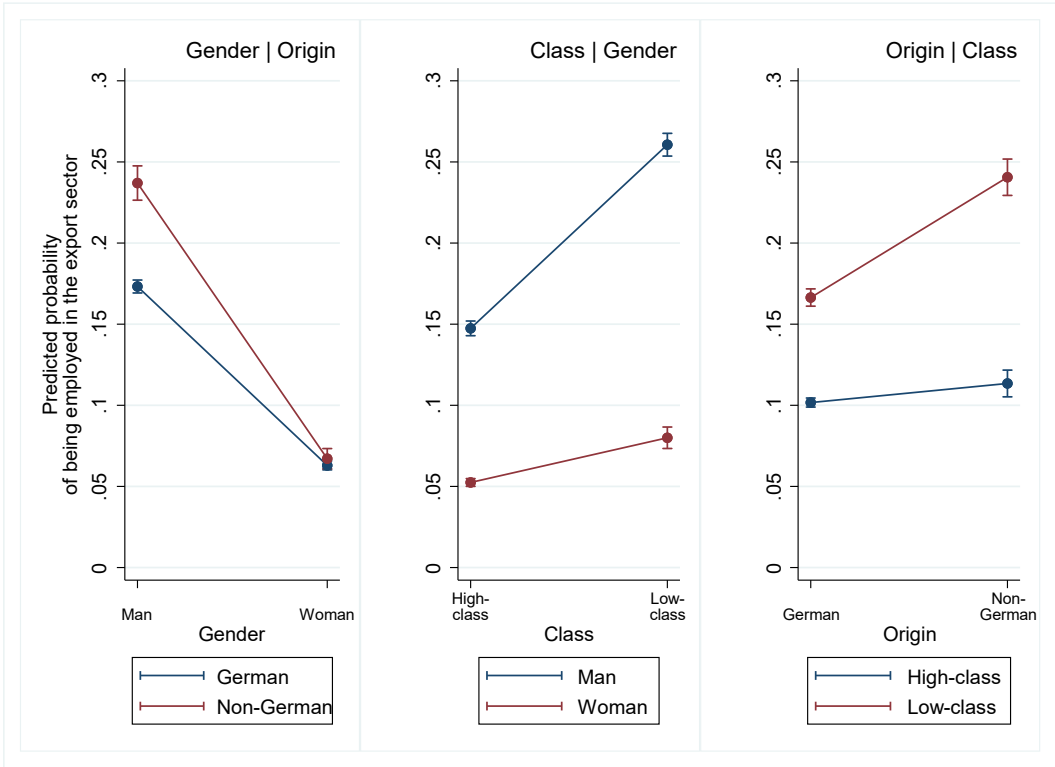 Gender | Origin
Predicted probability
of being employed in the export sector
.3
.25
.2
.15
.1
.05
0
Man
Woman
Gender
German
Non-German
Class | Gender
.3
.25
.2
.15
.1
.05
0
High-
class
Low-
class
Class
Man
Woman
Origin | Class
.3
.25
.2
.15
.1
.05
0
German
Non-
German
Origin
High-class
Low-class